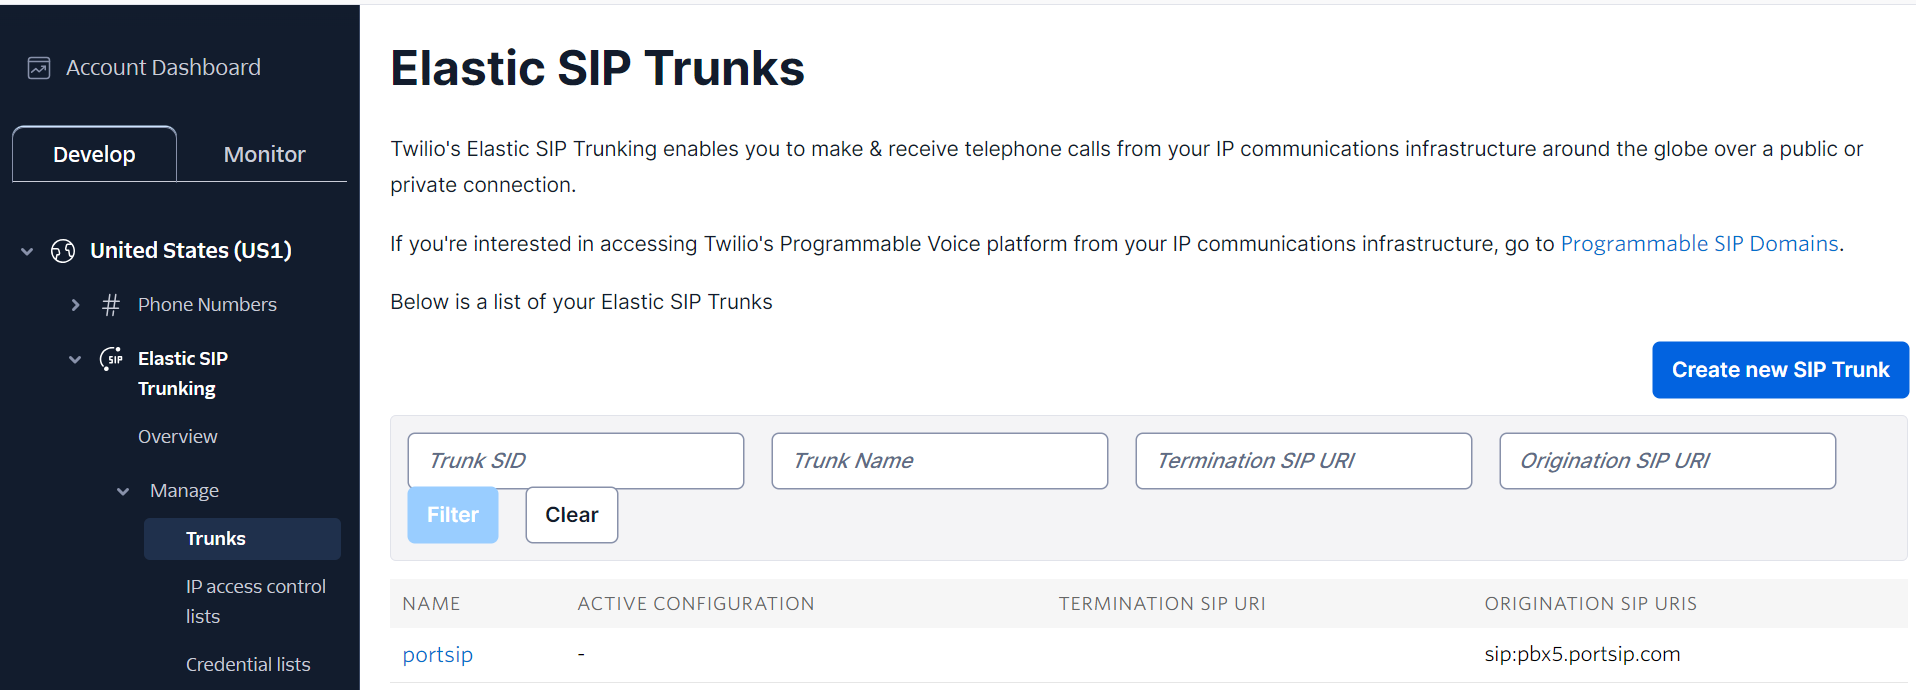 Account Dashboard
Develop
Monitor
United States (US1)
Phone Numbers
SIP
Elastic SIP
Trunking
Overview
Manage
Trunks
IP access control
lists
Credential lists
Elastic SIP Trunks
Twilio's Elastic SIP Trunking enables you to make & receive telephone calls from your IP communications infrastructure around the globe over a public or
private connection.
If you're interested in accessing Twilio's Programmable Voice platform from your IP communications infrastructure, go to Programmable SIP Domains.
Below is a list of your Elastic SIP Trunks
Create new SIP Trunk
Trunk SID
Trunk Name
Termination SIP URI
Origination SIP URI
Filter
Clear
NAME ACTIVE CONFIGURATION TERMINATION SIP URI ORIGINATION SIP URIS
portsip - sip:pbx5.portsip.com